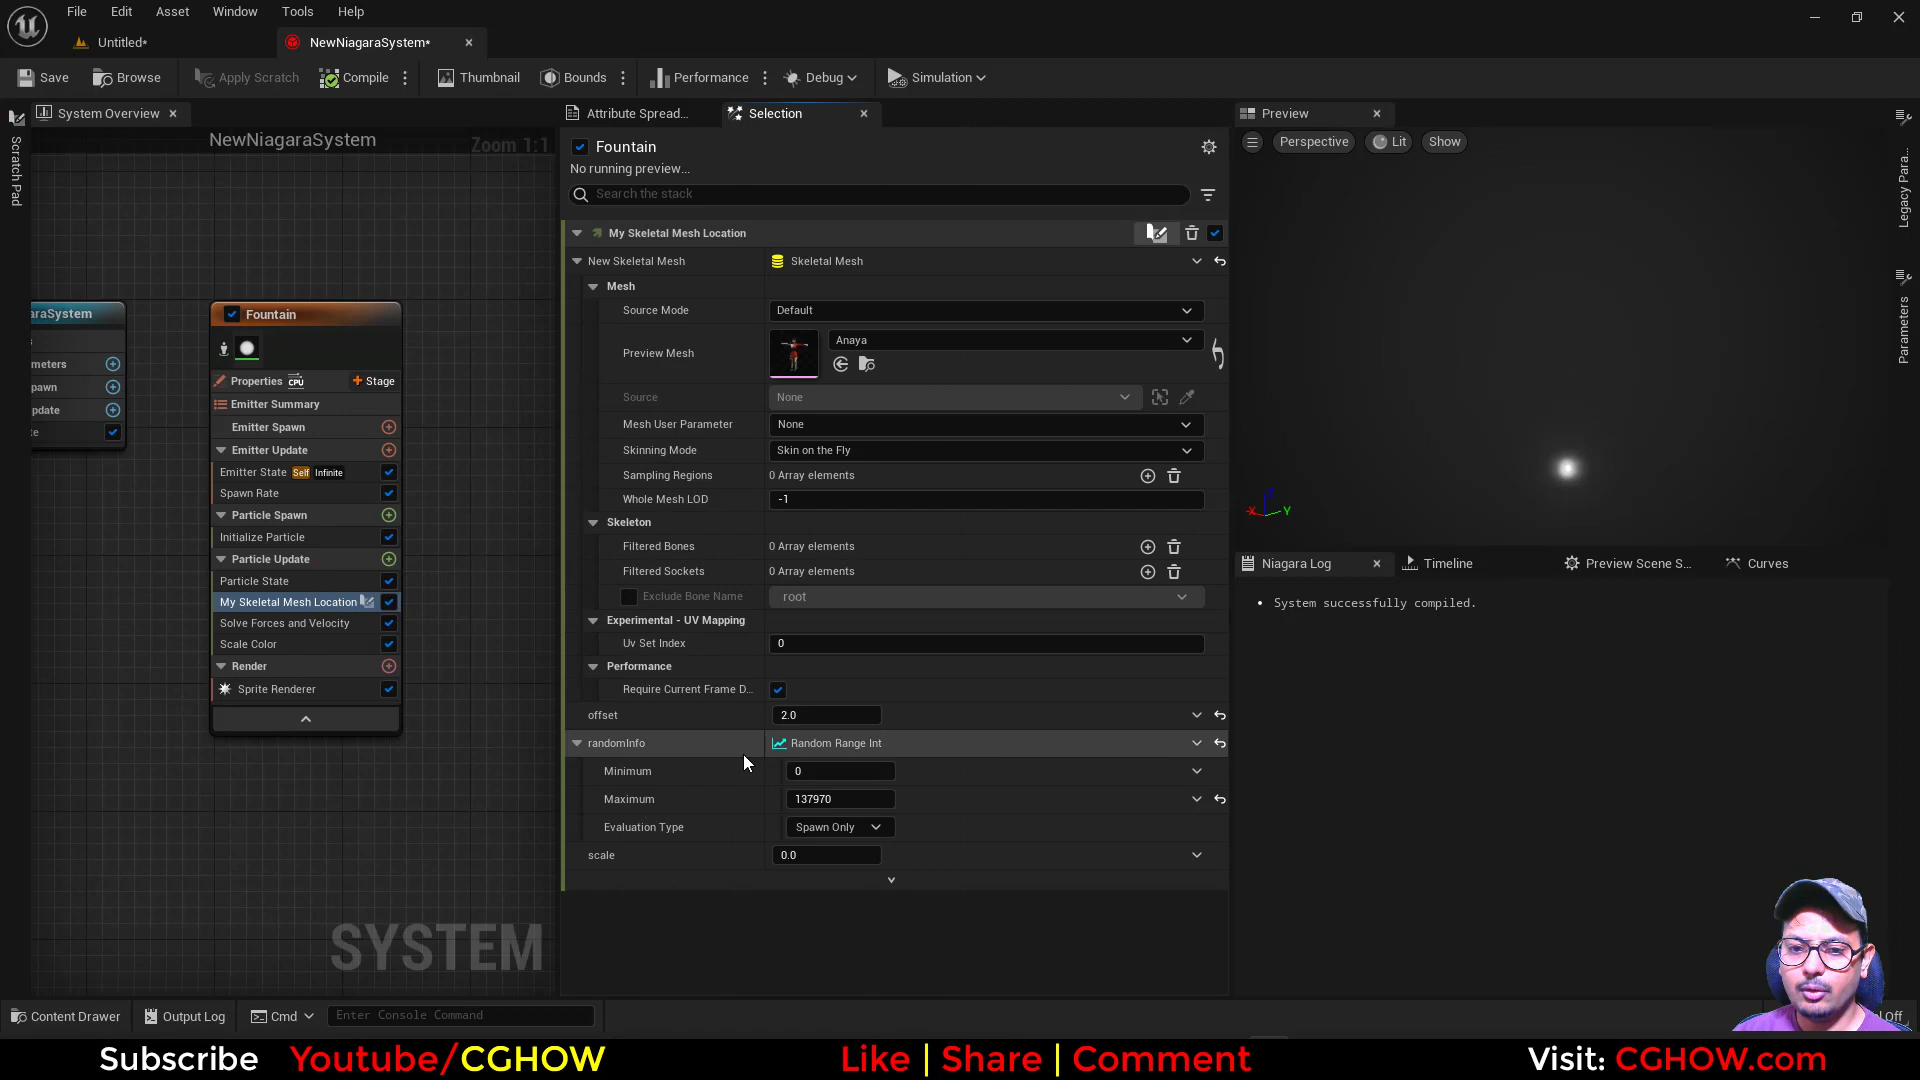 File Edit Asset Window Tools Help
Untitled* NewNiagaraSystem*
Save Browse Apply Scratch Compile Thumbnail Bounds Performance Debug Simulation
Scratch Pad
System Overview
NewNiagaraSystem Zoom 1:1
araSystem
s
meters
pawn
pdate
te
Fountain
Properties CPU Stage
Emitter Summary
Emitter Spawn
Emitter Update
Emitter State Self Infinite
Spawn Rate
Particle Spawn
Initialize Particle
Particle Update
Particle State
My Skeletal Mesh Location
Solve Forces and Velocity
Scale Color
Render
Sprite Renderer
SYSTEM
Attribute Spread... Selection
Fountain
No running preview...
Search the stack
My Skeletal Mesh Location
New Skeletal Mesh Skeletal Mesh
Mesh
Source Mode Default
Preview Mesh Anaya
Source None
Mesh User Parameter None
Skinning Mode Skin on the Fly
Sampling Regions 0 Array elements
Whole Mesh LOD -1
Skeleton
Filtered Bones 0 Array elements
Filtered Sockets 0 Array elements
Exclude Bone Name root
Experimental - UV Mapping
Uv Set Index 0
Performance
Require Current Frame D...
offset 2.0
randomInfo Random Range Int
Minimum 0
Maximum 137970
Evaluation Type Spawn Only
scale 0.0
Preview
Perspective Lit Show
X Y
Legacy Para...
Parameters
Niagara Log Timeline Preview Scene S... Curves
• System successfully compiled.
Content Drawer Output Log Cmd Enter Console Command
Off
Subscribe Youtube/CGHOW Like | Share | Comment Visit: CGHOW.com